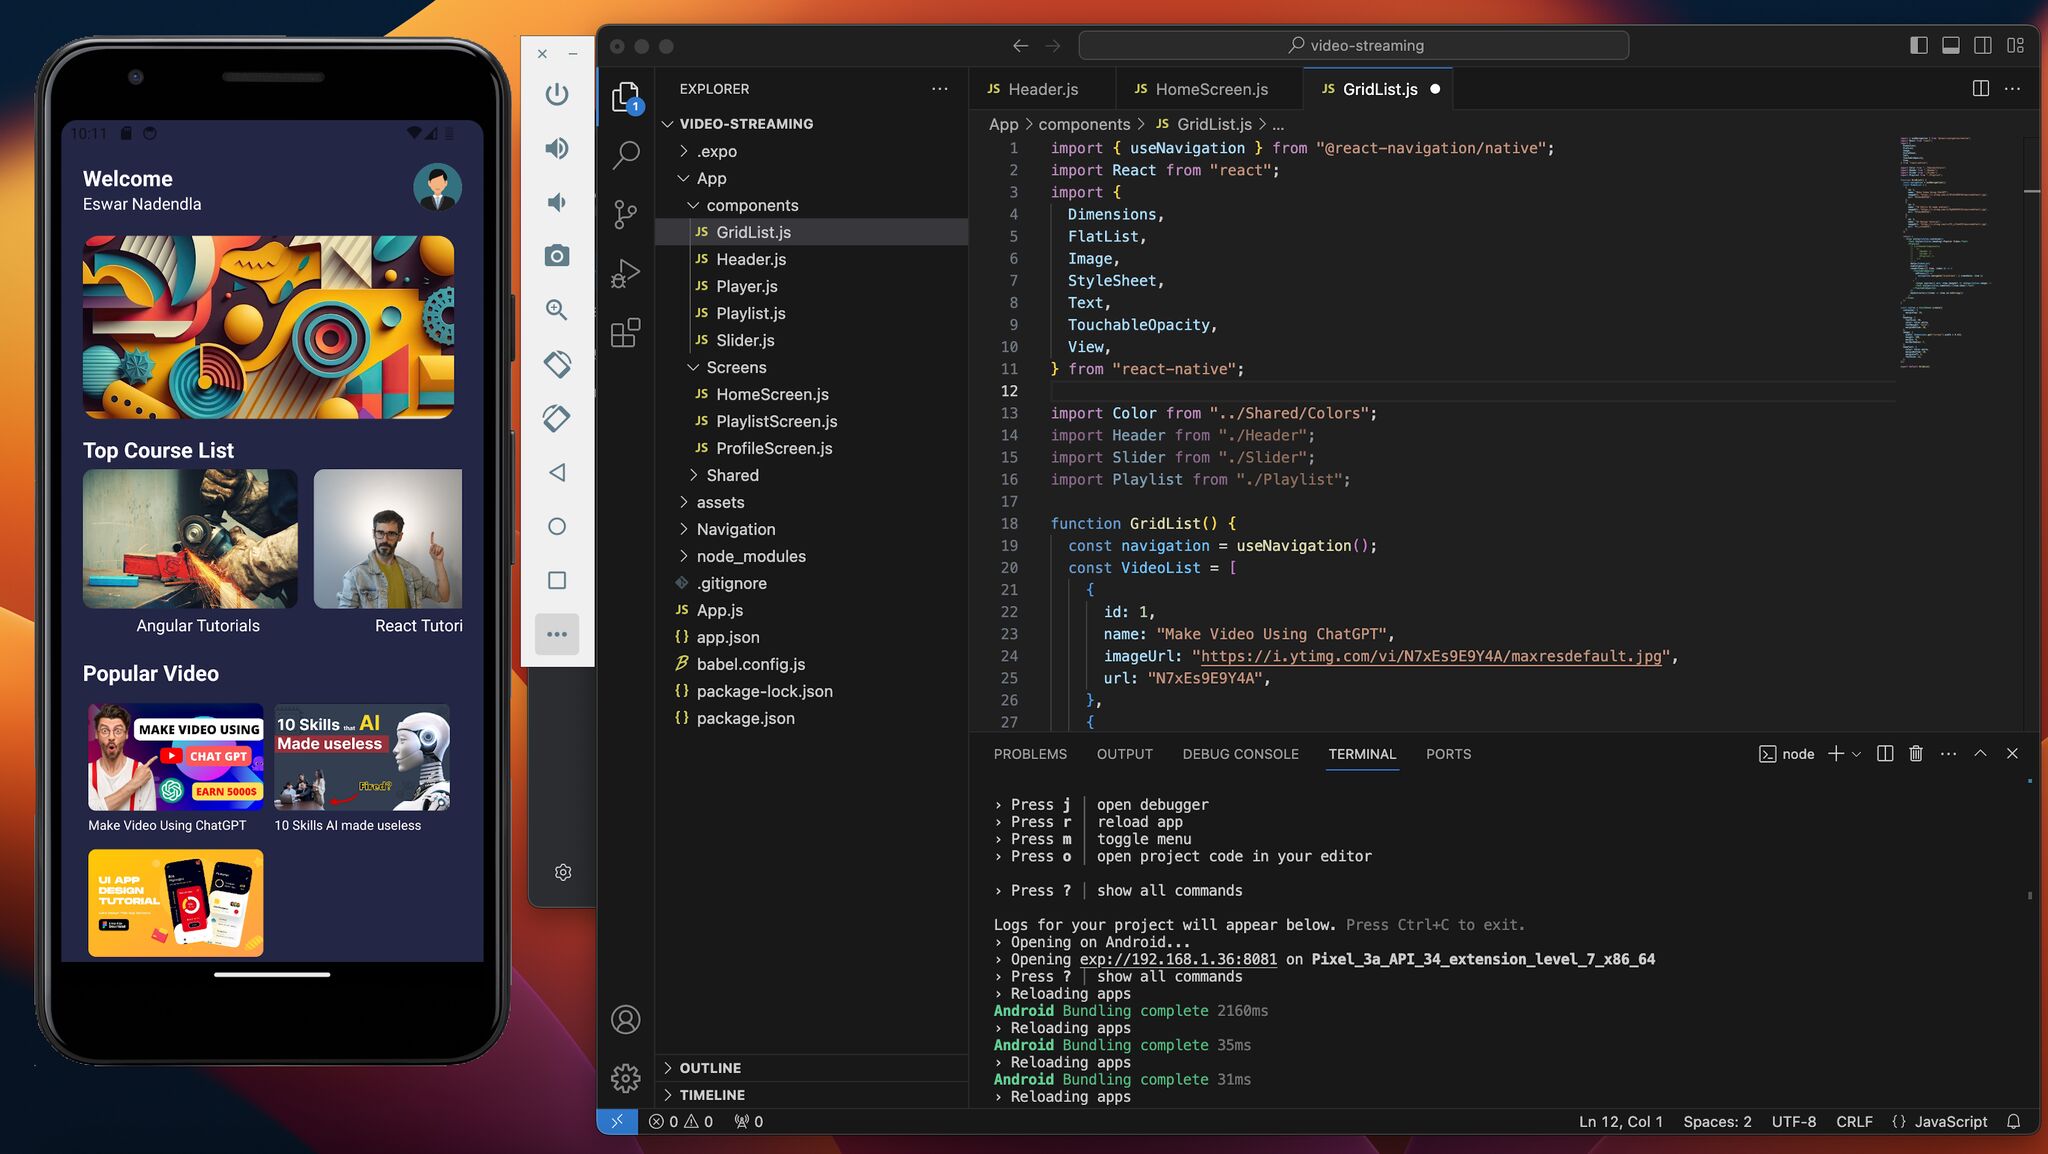 10:11
Welcome
Eswar Nadendla
Top Course List
Angular Tutorials
React Tutori
Popular Video
MAKE VIDEO USING
CHAT GPT
EARN 5000$
Make Video Using ChatGPT
10 Skills that AI
Made useless
Fired?
10 Skills AI made useless
UI APP
DESIGN
TUTORIAL
video-streaming
1
EXPLORER
VIDEO-STREAMING
.expo
App
components
JS GridList.js
JS Header.js
JS Player.js
JS Playlist.js
JS Slider.js
Screens
JS HomeScreen.js
JS PlaylistScreen.js
JS ProfileScreen.js
Shared
assets
Navigation
node_modules
.gitignore
JS App.js
{} app.json
babel.config.js
{} package-lock.json
{} package.json
OUTLINE
TIMELINE
JS Header.js JS HomeScreen.js JS GridList.js
App > components > JS GridList.js > ...
1 import { useNavigation } from "@react-navigation/native";
2 import React from "react";
3 import {
4 Dimensions,
5 FlatList,
6 Image,
7 StyleSheet,
8 Text,
9 TouchableOpacity,
10 View,
11 } from "react-native";
12
13 import Color from "../Shared/Colors";
14 import Header from "./Header";
15 import Slider from "./Slider";
16 import Playlist from "./Playlist";
17
18 function GridList() {
19 const navigation = useNavigation();
20 const VideoList = [
21 {
22 id: 1,
23 name: "Make Video Using ChatGPT",
24 imageUrl: "https://i.ytimg.com/vi/N7xEs9E9Y4A/maxresdefault.jpg",
25 url: "N7xEs9E9Y4A",
26 },
27 {
PROBLEMS OUTPUT DEBUG CONSOLE TERMINAL PORTS node
› Press j │ open debugger
› Press r │ reload app
› Press m │ toggle menu
› Press o │ open project code in your editor
› Press ? │ show all commands
Logs for your project will appear below. Press Ctrl+C to exit.
› Opening on Android...
› Opening exp://192.168.1.36:8081 on Pixel_3a_API_34_extension_level_7_x86_64
› Press ? │ show all commands
› Reloading apps
Android Bundling complete 2160ms
› Reloading apps
Android Bundling complete 35ms
› Reloading apps
Android Bundling complete 31ms
› Reloading apps
0 0 0 Ln 12, Col 1 Spaces: 2 UTF-8 CRLF {} JavaScript